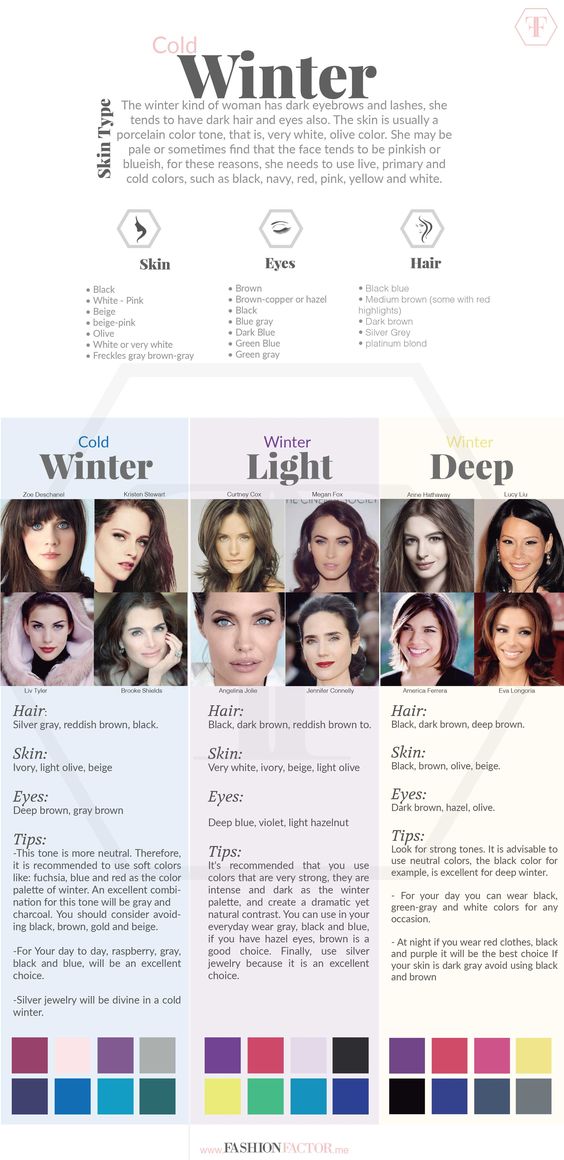 FF
Cold
Winter
Skin Type
The winter kind of woman has dark eyebrows and lashes, she
tends to have dark hair and eyes also. The skin is usually a
porcelain color tone, that is, very white, olive color. She may be
pale or sometimes find that the face tends to be pinkish or
blueish, for these reasons, she needs to use live, primary and
cold colors, such as black, navy, red, pink, yellow and white.
Skin
• Black
• White - Pink
• Beige
• beige-pink
• Olive
• White or very white
• Freckles gray brown-gray
Eyes
• Brown
• Brown-copper or hazel
• Black
• Blue gray
• Dark Blue
• Green Blue
• Green gray
Hair
• Black blue
• Medium brown (some with red
highlights)
• Dark brown
• Silver Grey
• platinum blond
Cold
Winter
Zoe Deschanel
Kristen Stewart
Liv Tyler
Brooke Shields
Hair:
Silver gray, reddish brown, black.
Skin:
Ivory, light olive, beige
Eyes:
Deep brown, gray brown
Tips:
-This tone is more neutral. Therefore,
it is recommended to use soft colors
like: fuchsia, blue and red as the color
palette of winter. An excellent combi-
nation for this tone will be gray and
charcoal. You should consider avoid-
ing black, brown, gold and beige.
-For Your day to day, raspberry, gray,
black and blue, will be an excellent
choice.
-Silver jewelry will be divine in a cold
winter.
Winter
Light
Curtney Cox
Megan Fox
THE CINEMA SOCIETY
Angelina Jolie
Jennifer Connelly
Hair:
Black, dark brown, reddish brown to.
Skin:
Very white, ivory, beige, light olive
Eyes:
Deep blue, violet, light hazelnut
Tips:
It's recommended that you use
colors that are very strong, they are
intense and dark as the winter
palette, and create a dramatic yet
natural contrast. You can use in your
everyday wear gray, black and blue,
if you have hazel eyes, brown is a
good choice. Finally, use silver
jewelry because it is an excellent
choice.
Winter
Deep
Anne Hathaway
Lucy Liu
America Ferrera
Eva Longoria
Hair:
Black, dark brown, deep brown.
Skin:
Black, brown, olive, beige.
Eyes:
Dark brown, hazel, olive.
Tips:
Look for strong tones. It is advisable to
use neutral colors, the black color for
example, is excellent for deep winter.
- For your day you can wear black,
green-gray and white colors for any
occasion.
- At night if you wear red clothes, black
and purple it will be the best choice If
your skin is dark gray avoid using black
and brown
www.FASHIONFACTOR.me